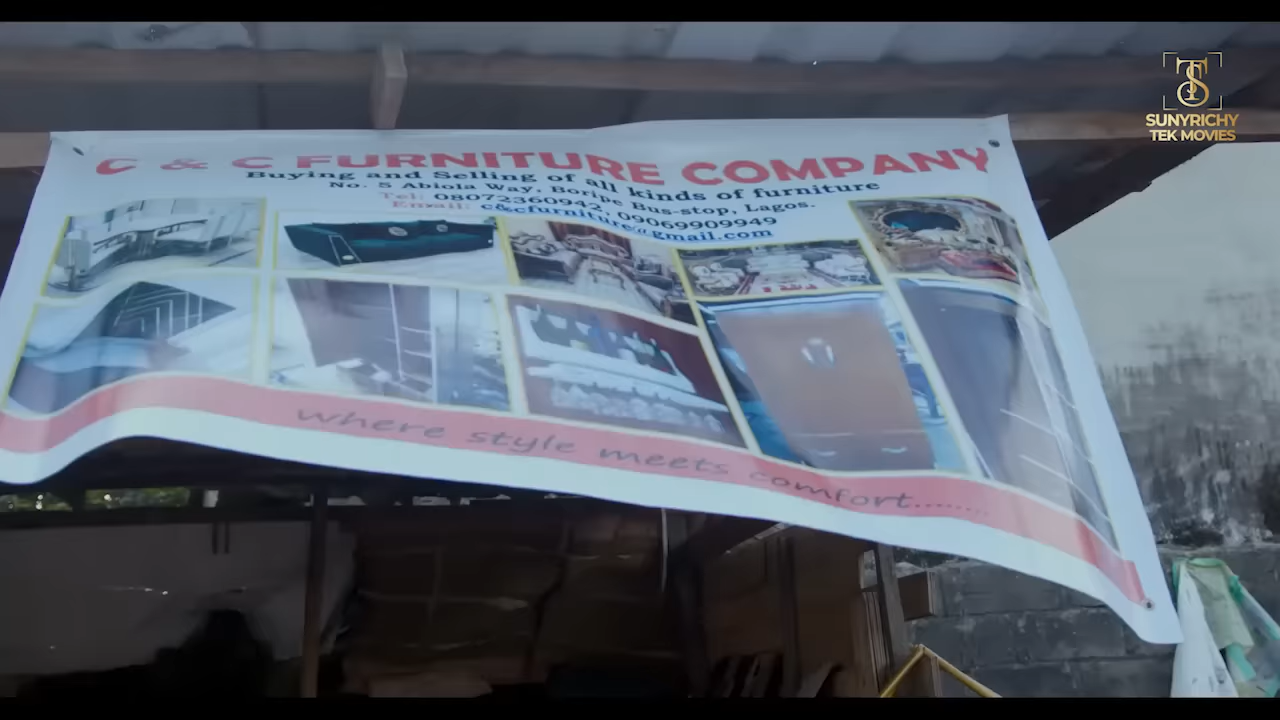 C & C FURNITURE COMPANY
Buying and Selling of all kinds of furniture
No. 5 Abiola Way, Boripe Bus-stop, Lagos.
Tel: 08072360942, 09069909949
Email: c&cfurniture@gmail.com
where style meets comfort........
SUNYRICHY
TEK MOVIES